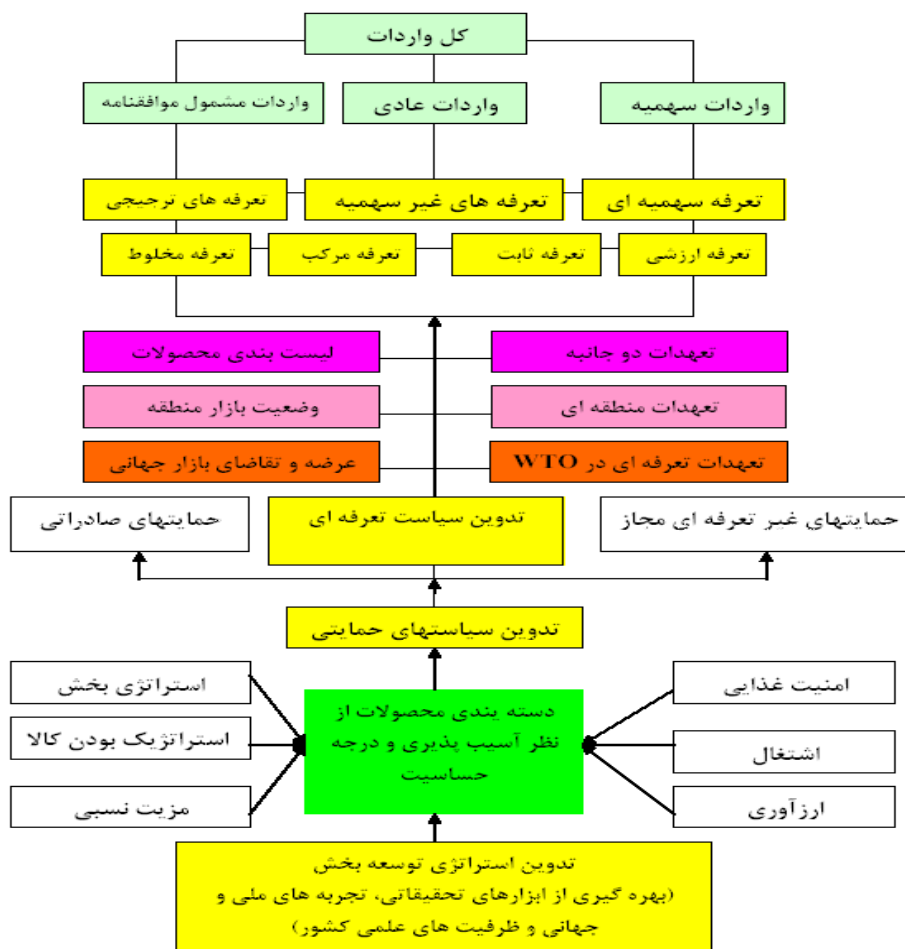 کل واردات
واردات سهمیه
واردات عادی
واردات مشمول موافقنامه
تعرفه سهمیه ای
تعرفه های غیر سهمیه
تعرفه های ترجیجی
تعرفه ارزشی
تعرفه ثابت
تعرفه مرکب
تعرفه مخلوط
تعهدات دو جانبه
لیست بندی محصولات
تعهدات منطقه ای
وضعیت بازار منطقه
تعهدات تعرفه ای در WTO
عرضه و تقاضای بازار جهانی
حمایتهای غیر تعرفه ای مجاز
تدوین سیاست تعرفه ای
حمایتهای صادراتی
تدوین سیاستهای حمایتی
امنیت غذایی
اشتغال
ارزآوری
دسته بندی محصولات از
نظر آسیب پذیری و درجه
حساسیت
استراتژی بخش
استراتژیک بودن کالا
مزیت نسبی
تدوین استراتژی توسعه بخش
(بهره گیری از ابزارهای تحقیقاتی، تجربه های ملی و
جهانی و ظرفیت های علمی کشور)